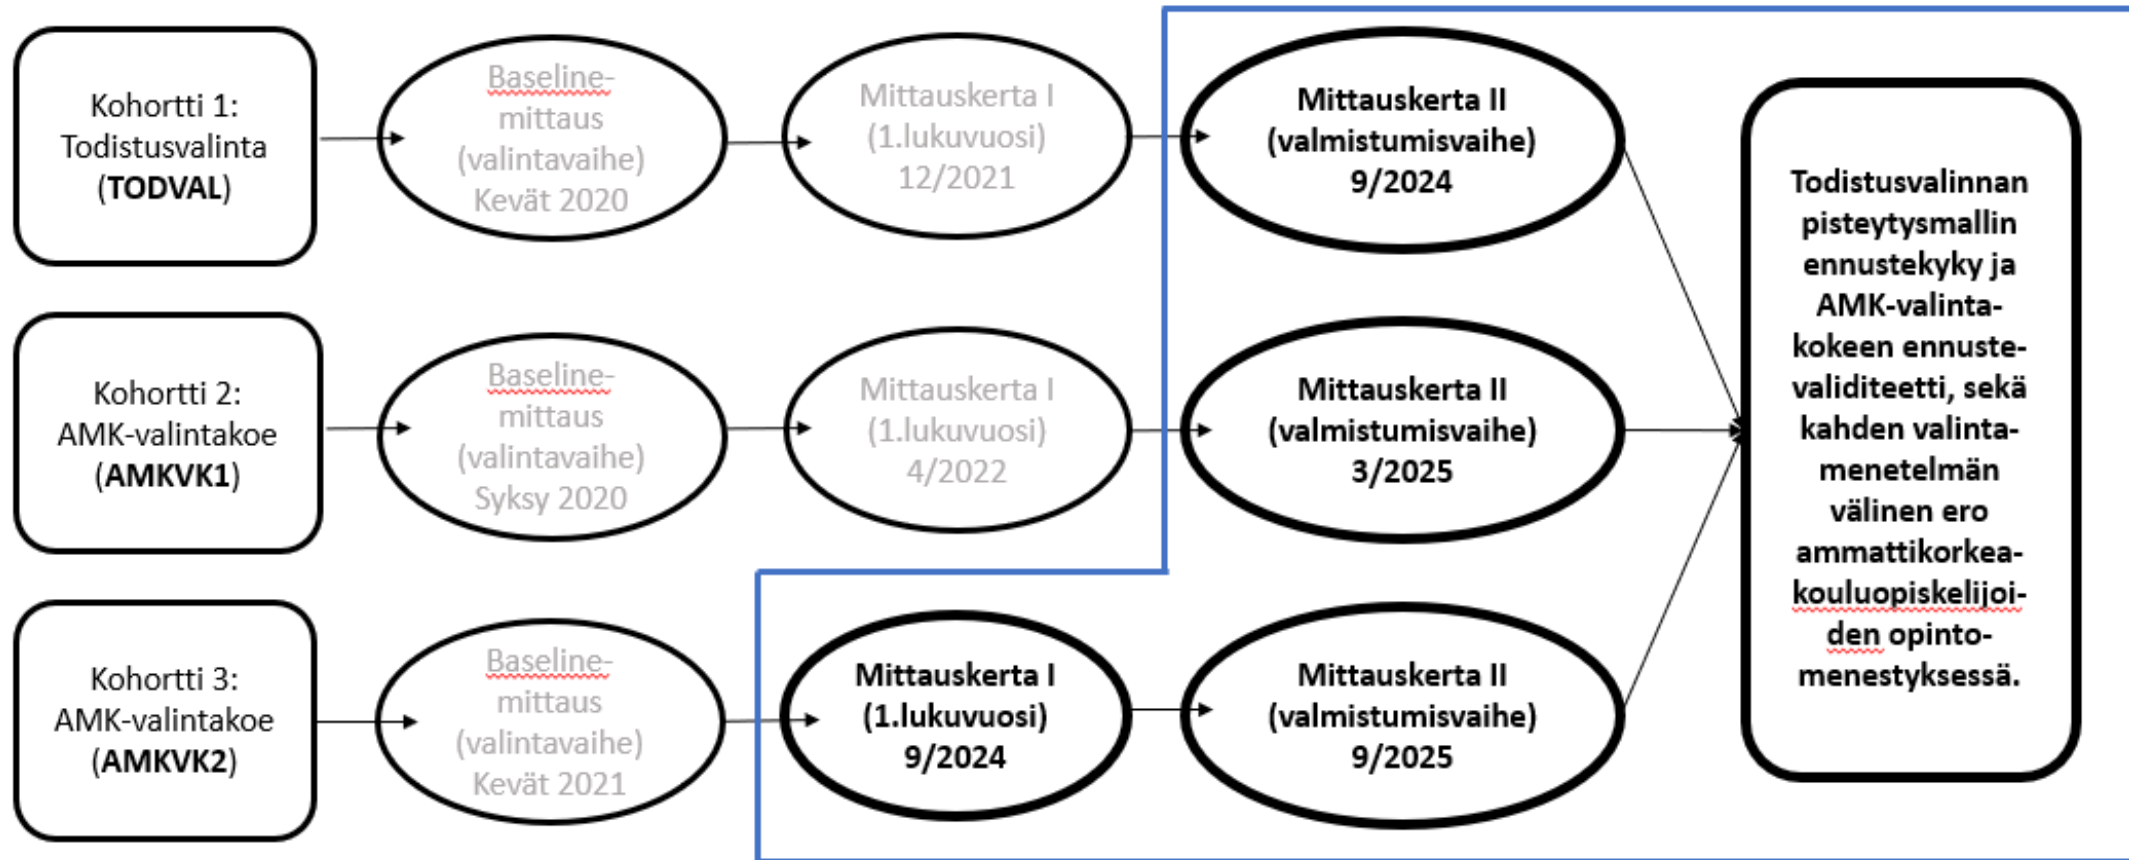 Kohortti 1:
Todistusvalinta
(TODVAL)
Baseline-
mittaus
(valintavaihe)
Kevät 2020
Mittauskerta I
(1.lukuvuosi)
12/2021
Mittauskerta II
(valmistumisvaihe)
9/2024
Kohortti 2:
AMK-valintakoe
(AMKVK1)
Baseline-
mittaus
(valintavaihe)
Syksy 2020
Mittauskerta I
(1.lukuvuosi)
4/2022
Mittauskerta II
(valmistumisvaihe)
3/2025
Kohortti 3:
AMK-valintakoe
(AMKVK2)
Baseline-
mittaus
(valintavaihe)
Kevät 2021
Mittauskerta I
(1.lukuvuosi)
9/2024
Mittauskerta II
(valmistumisvaihe)
9/2025
Todistusvalinnan
pisteytysmallin
ennustekyky ja
AMK-valinta-
kokeen ennuste-
validiteetti, sekä
kahden valinta-
menetelmän
välinen ero
ammattikorkea-
kouluopiskelijoi-
den opinto-
menestyksessä.